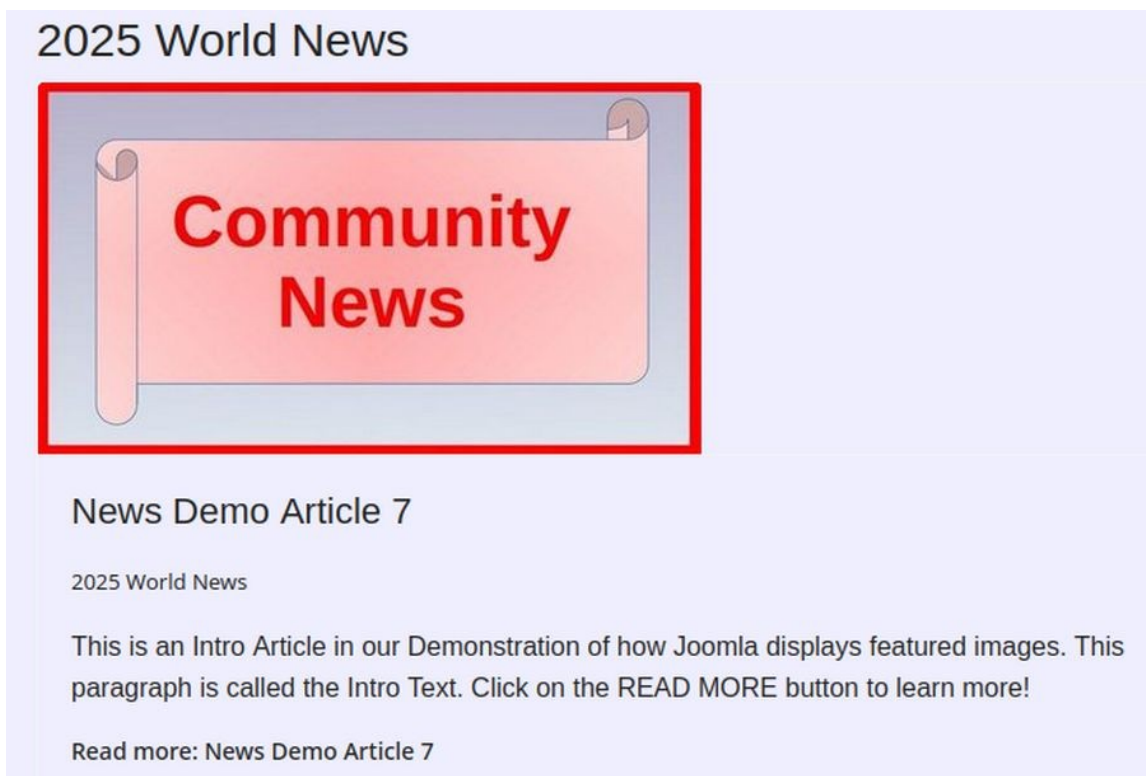 2025 World News
Community
News
News Demo Article 7
2025 World News
This is an Intro Article in our Demonstration of how Joomla displays featured images. This
paragraph is called the Intro Text. Click on the READ MORE button to learn more!
Read more: News Demo Article 7